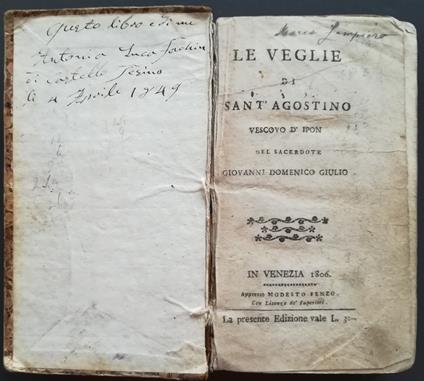 Questo libro e di me
Antonio Luca
di Castello Tesino
li 4 Aprile 1849
Marco
LE VEGLIE
DI
SANT' AGOSTINO
VESCOVO D' IPON
DEL SACERDOTE
GIOVANNI DOMENICO GIULIO
IN VENEZIA 1806.
Appresso MODESTO FENZO.
Con Licenza de' Superiori.
La presente Edizione vale L. 3: